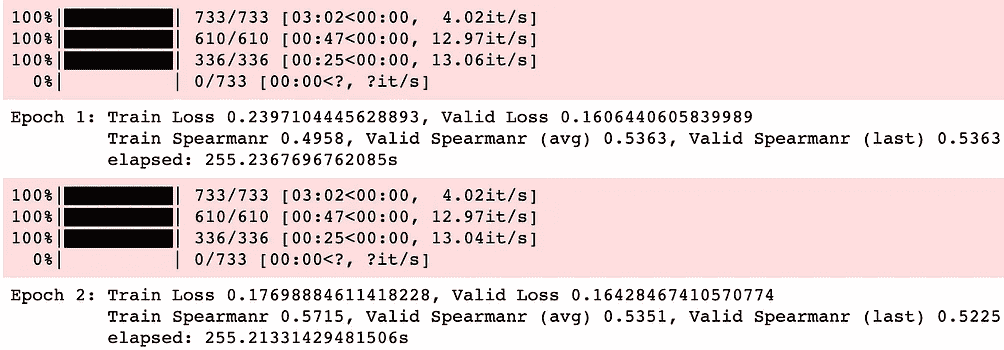 100%|██████████| 733/733 [03:02<00:00,  4.02it/s]
100%|██████████| 610/610 [00:47<00:00, 12.97it/s]
100%|██████████| 336/336 [00:25<00:00, 13.06it/s]
  0%|          | 0/733 [00:00<?, ?it/s]
Epoch 1: Train Loss 0.2397104445628893, Valid Loss 0.1606440605839989
Train Spearmanr 0.4958, Valid Spearmanr (avg) 0.5363, Valid Spearmanr (last) 0.5363
elapsed: 255.2367696762085s
100%|██████████| 733/733 [03:02<00:00,  4.02it/s]
100%|██████████| 610/610 [00:47<00:00, 12.97it/s]
100%|██████████| 336/336 [00:25<00:00, 13.04it/s]
  0%|          | 0/733 [00:00<?, ?it/s]
Epoch 2: Train Loss 0.17698884611418228, Valid Loss 0.16428467410570774
Train Spearmanr 0.5715, Valid Spearmanr (avg) 0.5351, Valid Spearmanr (last) 0.5225
elapsed: 255.21331429481506s